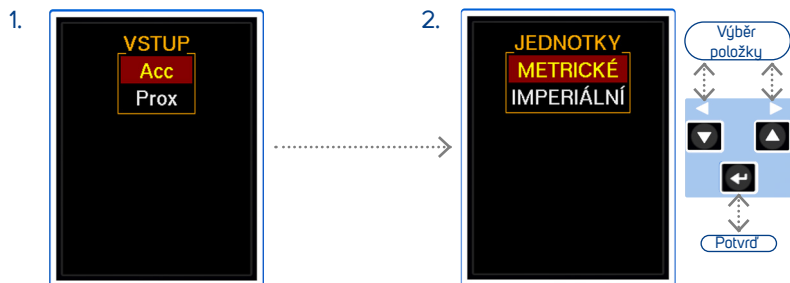 1.
VSTUP
Acc
Prox
2.
JEDNOTKY
METRICKÉ
IMPERIÁLNÍ
Výběr
položky
Potvrď